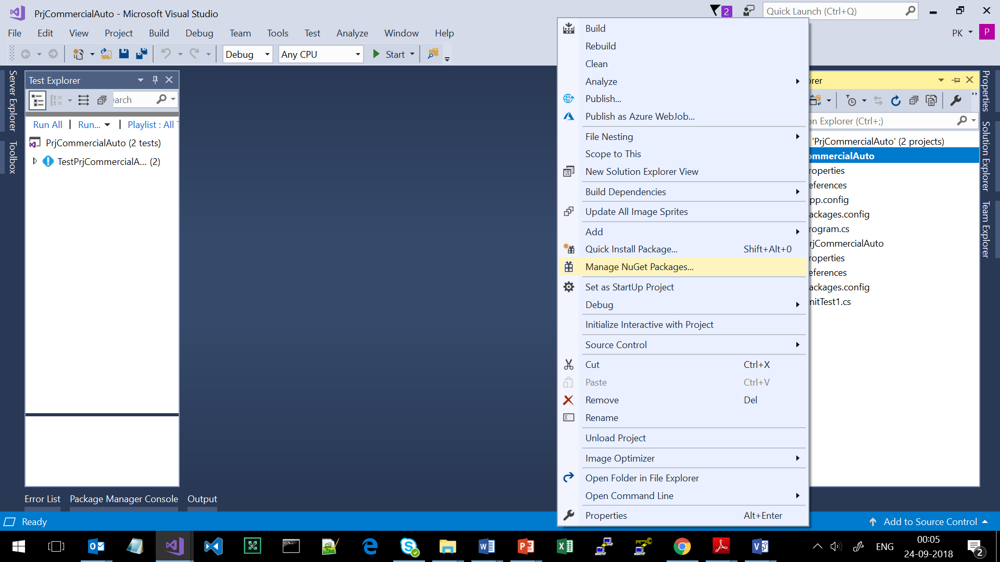 PrjCommercialAuto - Microsoft Visual Studio
2
Quick Launch (Ctrl+Q)
File Edit View Project Build Debug Team Tools Test Analyze Window Help
PK P
Debug Any CPU Start
Server Explorer
Toolbox
Test Explorer
earch
Run All | Run... | Playlist : All
PrjCommercialAuto (2 tests)
TestPrjCommercialA... (2)
Build
Rebuild
Clean
Analyze
Publish...
Publish as Azure WebJob...
File Nesting
Scope to This
New Solution Explorer View
Build Dependencies
Update All Image Sprites
Add
Quick Install Package... Shift+Alt+0
Manage NuGet Packages...
Set as StartUp Project
Debug
Initialize Interactive with Project
Source Control
Cut Ctrl+X
Paste Ctrl+V
Remove Del
Rename
Unload Project
Image Optimizer
Open Folder in File Explorer
Open Command Line
Properties Alt+Enter
orer
on Explorer (Ctrl+;)
'PrjCommercialAuto' (2 projects)
ommercialAuto
roperties
eferences
pp.config
ackages.config
rogram.cs
rjCommercialAuto
roperties
eferences
ackages.config
nitTest1.cs
Properties
Solution Explorer
Team Explorer
Error List Package Manager Console Output
Ready
Add to Source Control
ENG
00:05
24-09-2018
2